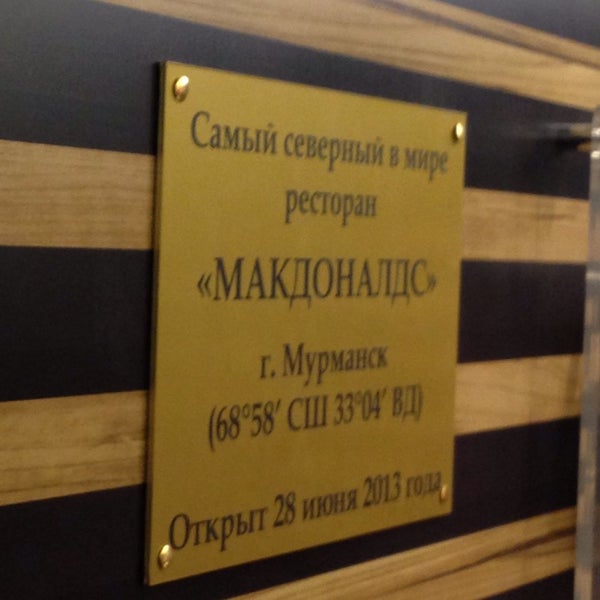 Самый северный в мире
ресторан
«МАКДОНАЛДС»
г. Мурманск
(68°58′ СШ 33°04′ ВД)
Открыт 28 июня 2013 года